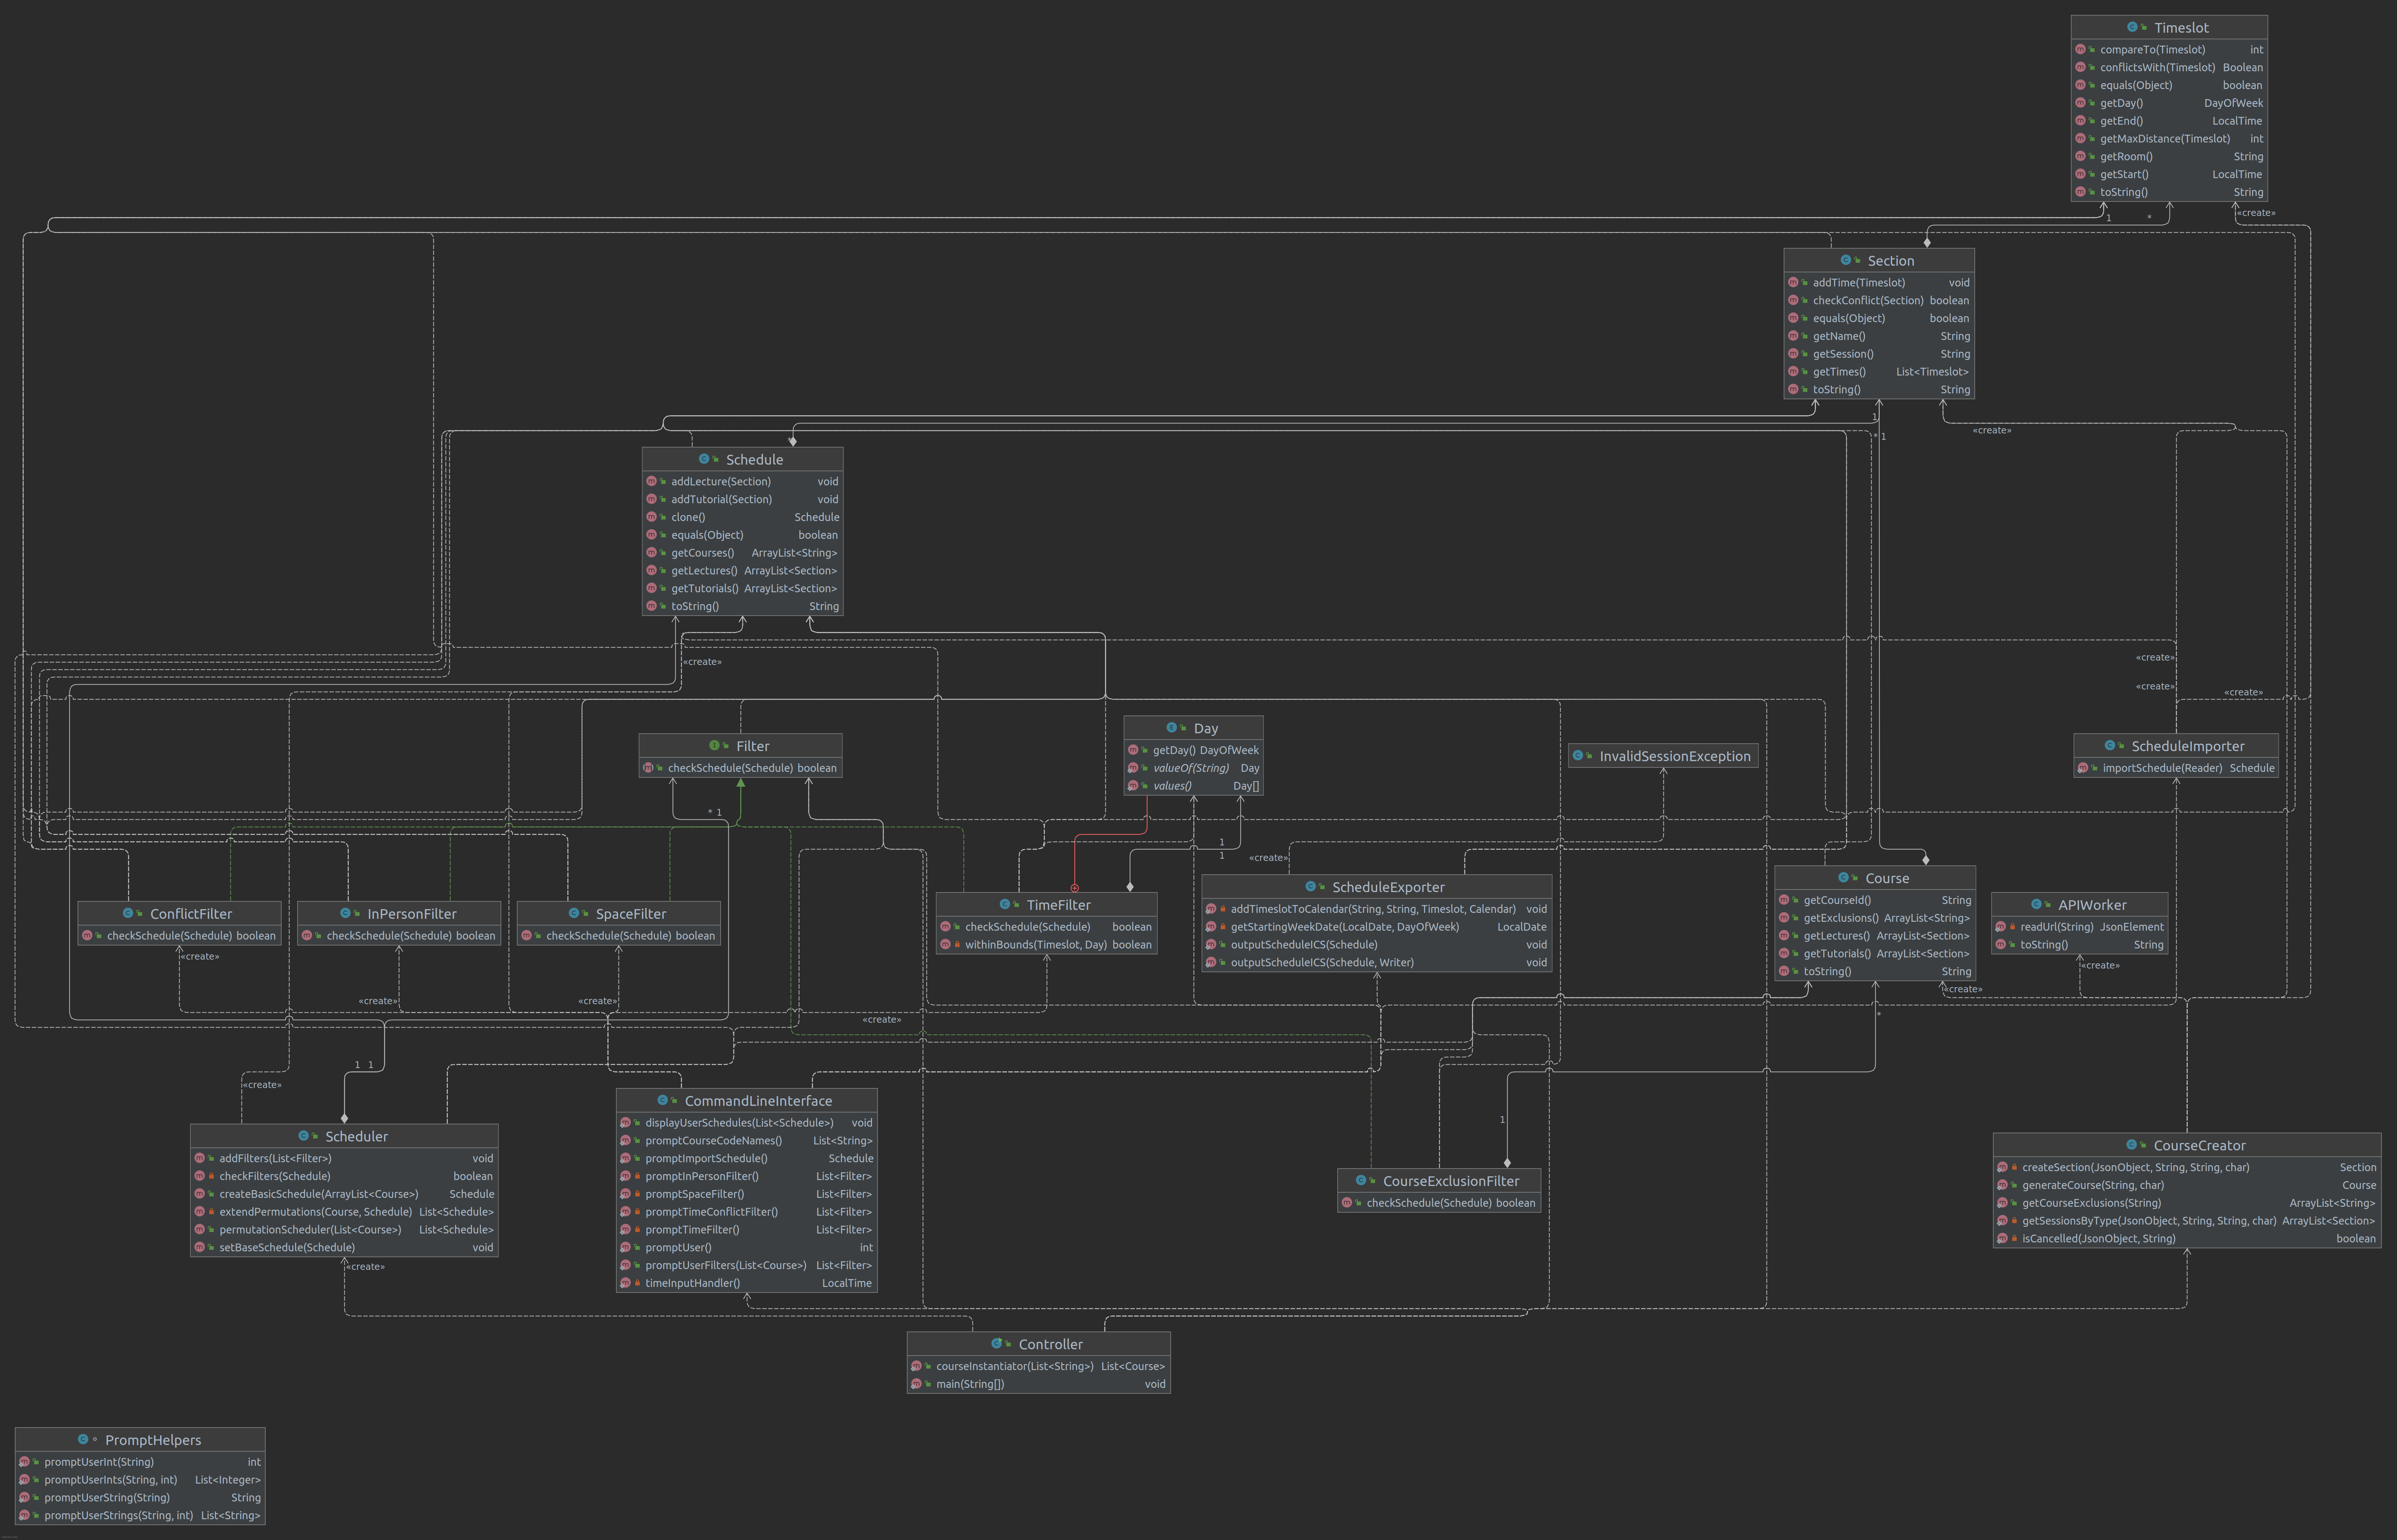 Timeslot
compareTo(Timeslot) int
conflictsWith(Timeslot) Boolean
equals(Object) boolean
getDay() DayOfWeek
getEnd() LocalTime
getMaxDistance(Timeslot) int
getRoom() String
getStart() LocalTime
toString() String
1 * «create»
Section
addTime(Timeslot) void
checkConflict(Section) boolean
equals(Object) boolean
getName() String
getSession() String
getTimes() List<Timeslot>
toString() String
1
«create»
* 1
*
Schedule
addLecture(Section) void
addTutorial(Section) void
clone() Schedule
equals(Object) boolean
getCourses() ArrayList<String>
getLectures() ArrayList<Section>
getTutorials() ArrayList<Section>
toString() String
«create»
«create»
«create»
«create»
Filter
checkSchedule(Schedule) boolean
* 1
Day
getDay() DayOfWeek
valueOf(String) Day
values() Day[]
1
1
InvalidSessionException
«create»
ScheduleImporter
importSchedule(Reader) Schedule
ConflictFilter
checkSchedule(Schedule) boolean
«create»
InPersonFilter
checkSchedule(Schedule) boolean
«create»
SpaceFilter
checkSchedule(Schedule) boolean
«create»
TimeFilter
checkSchedule(Schedule) boolean
withinBounds(Timeslot, Day) boolean
«create»
ScheduleExporter
addTimeslotToCalendar(String, String, Timeslot, Calendar) void
getStartingWeekDate(LocalDate, DayOfWeek) LocalDate
outputScheduleICS(Schedule) void
outputScheduleICS(Schedule, Writer) void
Course
getCourseId() String
getExclusions() ArrayList<String>
getLectures() ArrayList<Section>
getTutorials() ArrayList<Section>
toString() String
«create»
*
APIWorker
readUrl(String) JsonElement
toString() String
«create»
1 1
«create»
Scheduler
addFilters(List<Filter>) void
checkFilters(Schedule) boolean
createBasicSchedule(ArrayList<Course>) Schedule
extendPermutations(Course, Schedule) List<Schedule>
permutationScheduler(List<Course>) List<Schedule>
setBaseSchedule(Schedule) void
«create»
CommandLineInterface
displayUserSchedules(List<Schedule>) void
promptCourseCodeNames() List<String>
promptImportSchedule() Schedule
promptInPersonFilter() List<Filter>
promptSpaceFilter() List<Filter>
promptTimeConflictFilter() List<Filter>
promptTimeFilter() List<Filter>
promptUser() int
promptUserFilters(List<Course>) List<Filter>
timeInputHandler() LocalTime
1
CourseExclusionFilter
checkSchedule(Schedule) boolean
CourseCreator
createSection(JsonObject, String, String, char) Section
generateCourse(String, char) Course
getCourseExclusions(String) ArrayList<String>
getSessionsByType(JsonObject, String, String, char) ArrayList<Section>
isCancelled(JsonObject, String) boolean
Controller
courseInstantiator(List<String>) List<Course>
main(String[]) void
PromptHelpers
promptUserInt(String) int
promptUserInts(String, int) List<Integer>
promptUserString(String) String
promptUserStrings(String, int) List<String>